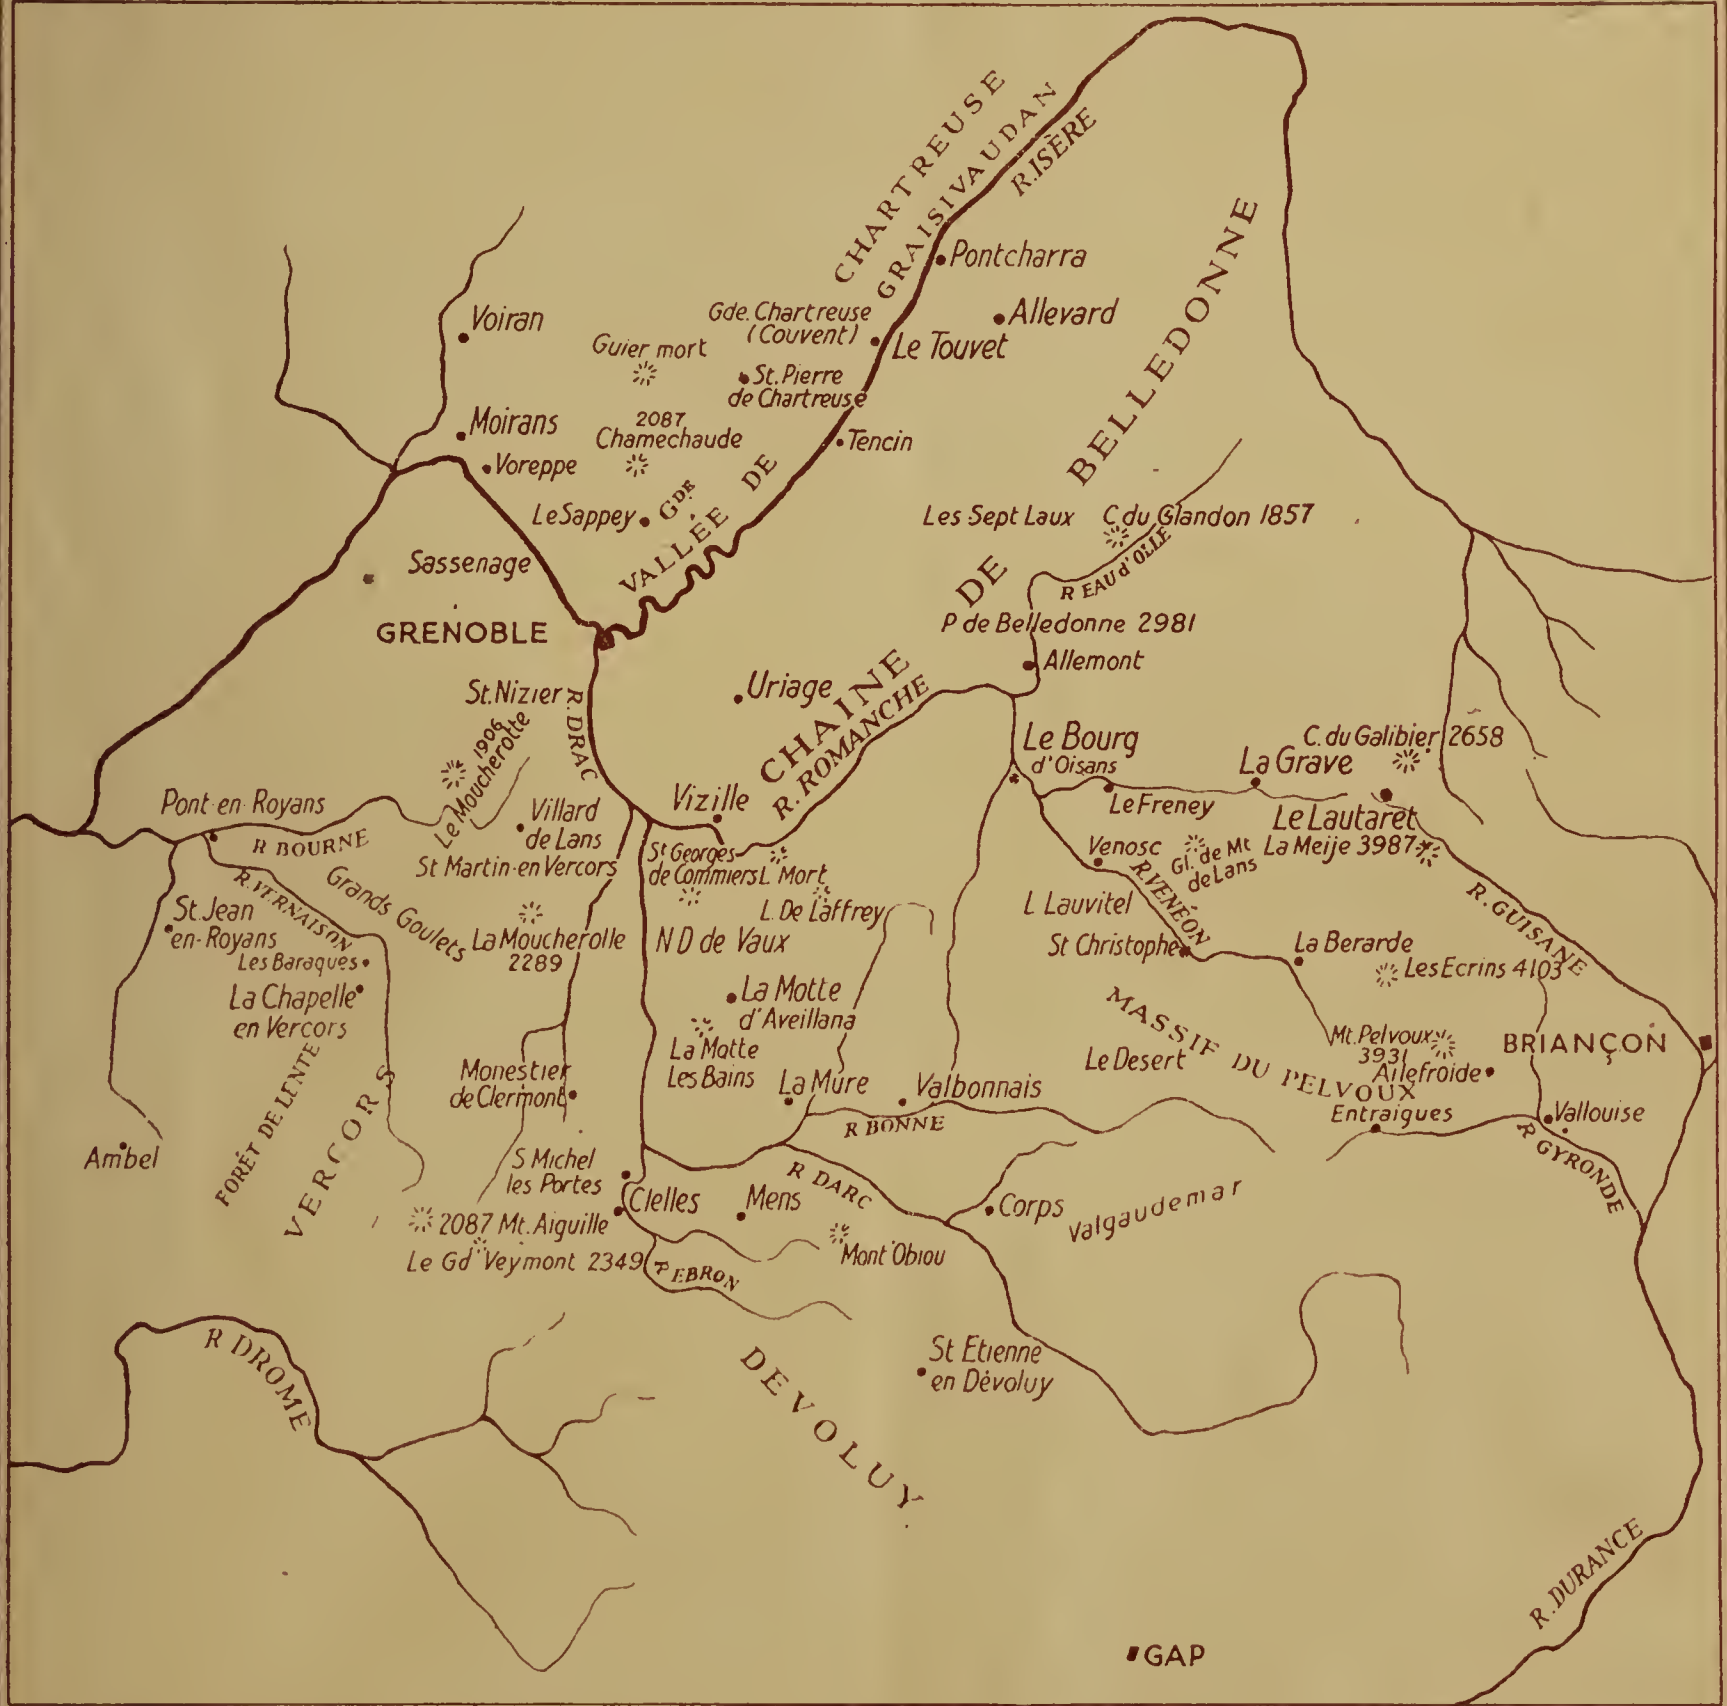 CHARTREUSE
GRAISIVAUDAN
R. ISÈRE
Pontcharra
BELLEDONNE
Voiran
Gde. Chartreuse
(Couvent)
Allevard
Le Touvet
Guier mort
St. Pierre
de Chartreuse
Moirans
2087
Chamechaude
Tencin
Voreppe
DE
Le Sappey
GDE
VALLÉE
Les Sept Laux
C du Glandon 1857
Sassenage
R EAU d'OLLE
DE
GRENOBLE
P de Belledonne 2981
Allemont
St. Nizier
R. DRAC
Uriage
CHAINE
R. ROMANCHE
1906
Le Moucherotte
Le Bourg
d'Oisans
C. du Galibier 2658
La Grave
Pont en Royans
Villard
de Lans
Vizille
Le Freney
Le Lautaret
R BOURNE
St Martin-en Vercors
St Georges
de Commiers
L Mort
Venosc
Gl. de Mt
de Lans
La Meije 3987
R. VERNAISON
Grands Goulets
R VENÉON
R. GUISANE
St. Jean
en-Royans
La Moucherolle
2289
N D de Vaux
L. De Laffrey
L Lauvitel
St Christophe
La Berarde
Les Ecrins 4103
Les Baraques
La Chapelle
en Vercors
La Motte
d'Aveillana
La Motte
Les Bains
MASSIF DU PELVOUX
Mt. Pelvoux
3931
BRIANÇON
Le Desert
Ailefroide
Monestier
de Clermont
La Mure
Valbonnais
Entraigues
Vallouise
R BONNE
R GYRONDE
FORÊT DE LENTE
VERCORS
Ambel
S Michel
les Portes
R DARC
Clelles
Mens
Corps
Valgaudemar
2087 Mt. Aiguille
Le Gd Veymont 2349
Mont Obiou
R EBRON
R DROME
DEVOLUY
St Etienne
en Dévoluy
R. DURANCE
GAP